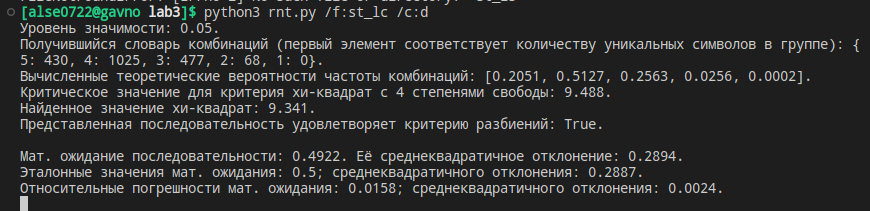 [alse0722@gavno lab3]$ python3 rnt.py /f:st_lc /c:d
Уровень значимости: 0.05.
Получившийся словарь комбинаций (первый элемент соответствует количеству уникальных символов в группе): {
5: 430, 4: 1025, 3: 477, 2: 68, 1: 0}.
Вычисленные теоретические вероятности частоты комбинаций: [0.2051, 0.5127, 0.2563, 0.0256, 0.0002].
Критическое значение для критерия хи-квадрат с 4 степенями свободы: 9.488.
Найденное значение хи-квадрат: 9.341.
Представленная последовательность удовлетворяет критерию разбиений: True.
Мат. ожидание последовательности: 0.4922. Её среднеквадратичное отклонение: 0.2894.
Эталонные значения мат. ожидания: 0.5; среднеквадратичного отклонения: 0.2887.
Относительные погрешности мат. ожидания: 0.0158; среднеквадратичного отклонения: 0.0024.